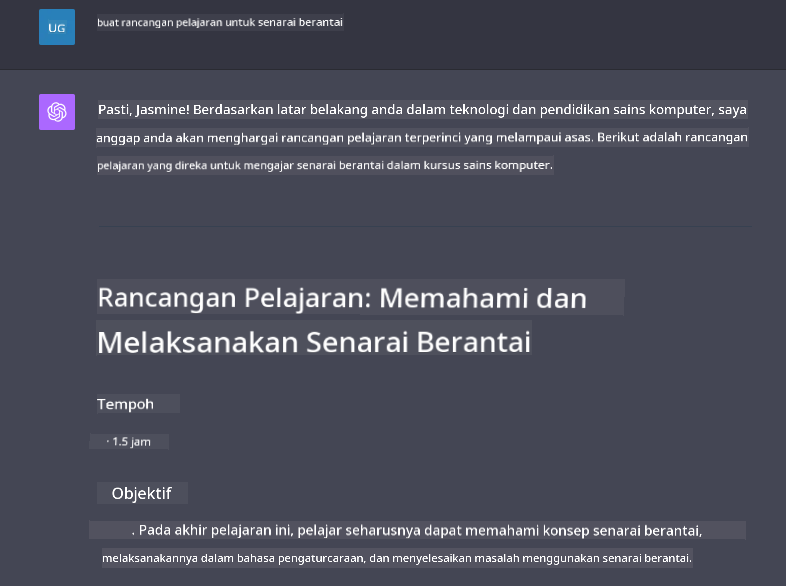 UG
buat rancangan pelajaran untuk senarai berantai
Pasti, Jasmine! Berdasarkan latar belakang anda dalam teknologi dan pendidikan sains komputer, saya
anggap anda akan menghargai rancangan pelajaran terperinci yang melampaui asas. Berikut adalah rancangan
pelajaran yang direka untuk mengajar senarai berantai dalam kursus sains komputer.
Rancangan Pelajaran: Memahami dan
Melaksanakan Senarai Berantai
Tempoh
· 1.5 jam
Objektif
. Pada akhir pelajaran ini, pelajar seharusnya dapat memahami konsep senarai berantai,
melaksanakannya dalam bahasa pengaturcaraan, dan menyelesaikan masalah menggunakan senarai berantai.